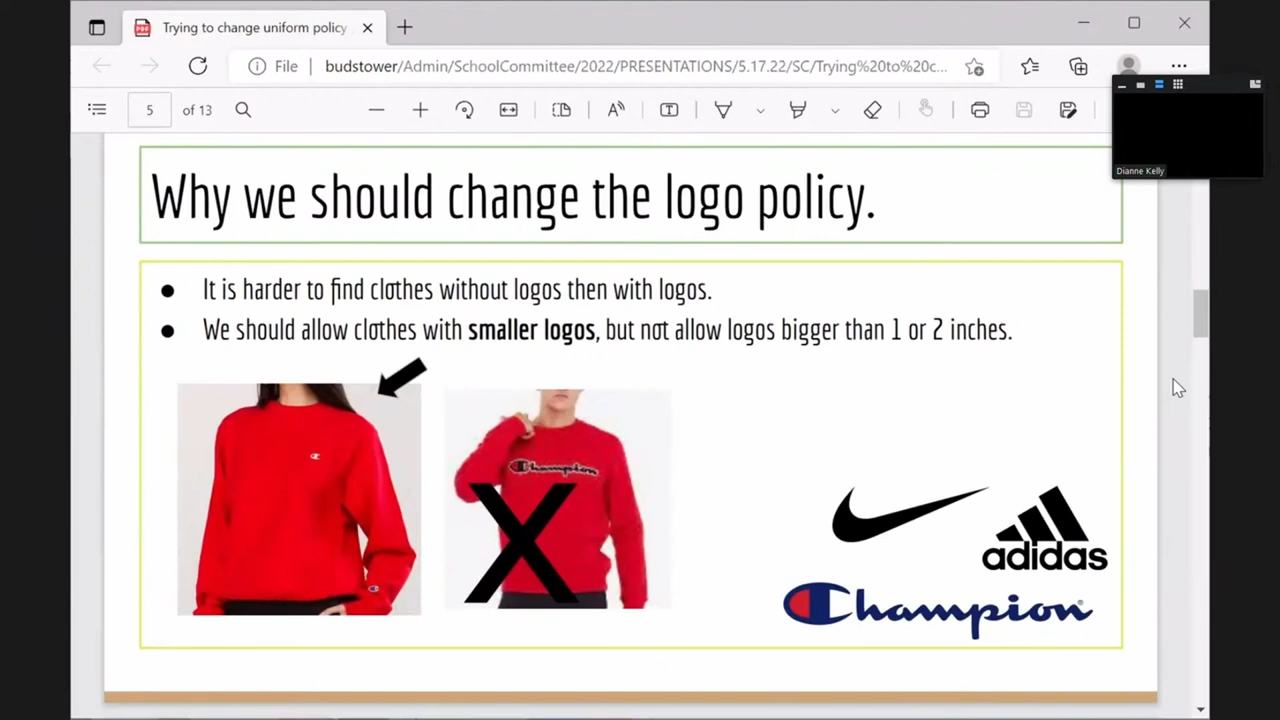 Trying to change uniform policy
File
budstower/Admin/SchoolCommittee/2022/PRESENTATIONS/5.17.22/SC/Trying%20to%20c...
5 of 13
Dianne Kelly
Why we should change the logo policy.
It is harder to find clothes without logos then with logos.
We should allow clothes with smaller logos, but not allow logos bigger than 1 or 2 inches.
Champion
X
adidas
Champion